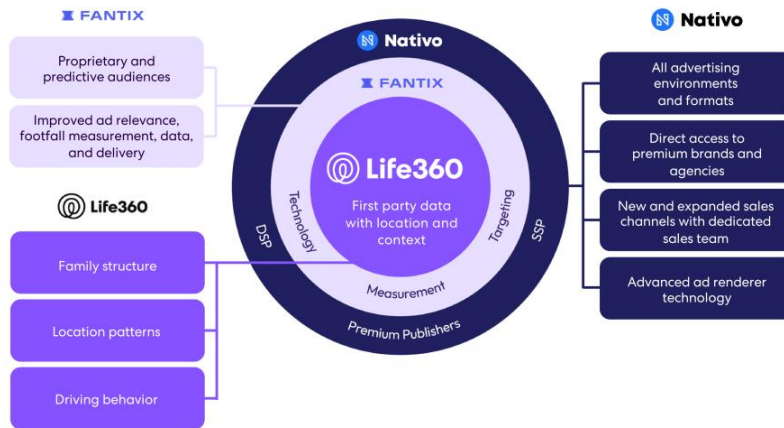 FANTIX
Proprietary and
predictive audiences
Improved ad relevance,
footfall measurement, data,
and delivery
Life360
Family structure
Location patterns
Driving behavior
Nativo
FANTIX
Life360
First party data
with location and
context
Technology
Measurement
Targeting
DSP
Premium Publishers
SSP
Nativo
All advertising
environments
and formats
Direct access to
premium brands and
agencies
New and expanded sales
channels with dedicated
sales team
Advanced ad renderer
technology